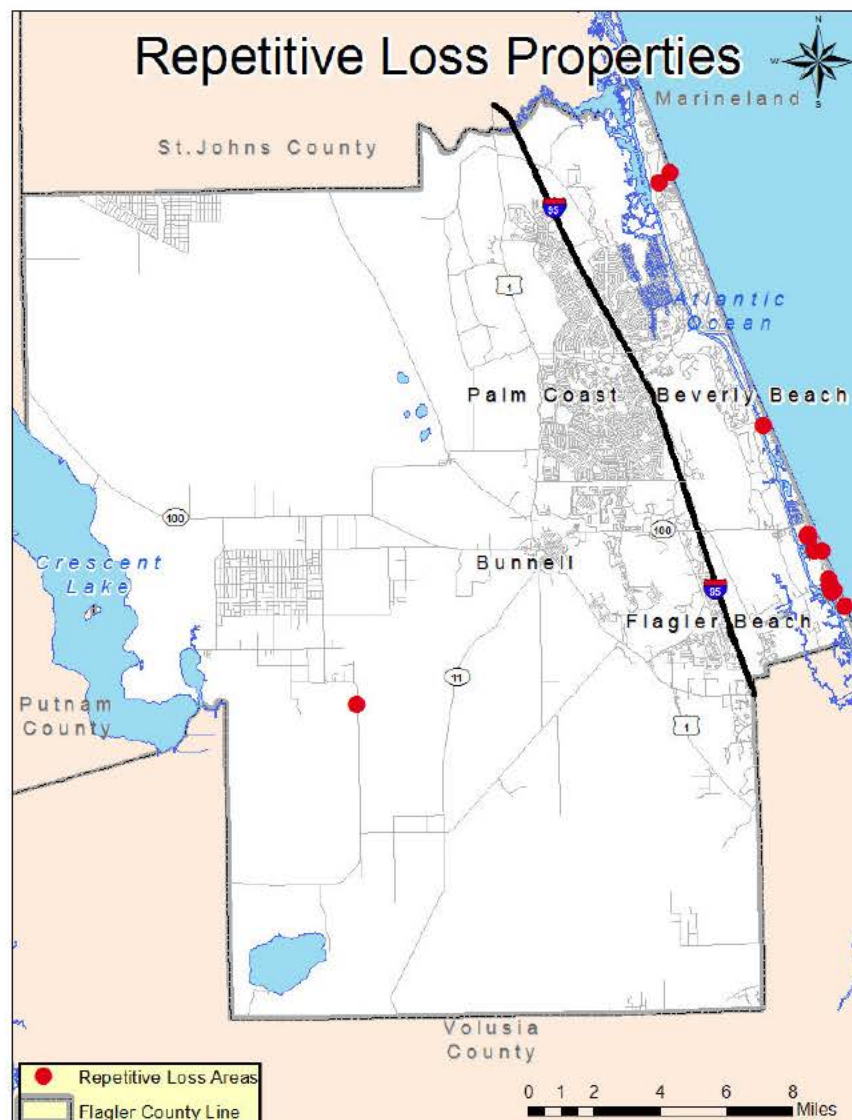 Repetitive Loss Properties
N
W
S
Marineland
St.Johns County
95
1
Atlantic
Ocean
Palm Coast
Beverly Beach
100
100
Crescent
Lake
Bunnell
95
Flagler Beach
11
Putnam
County
1
Volusia
County
Repetitive Loss Areas
Flagler County Line
0 1 2 4 6 8
Miles